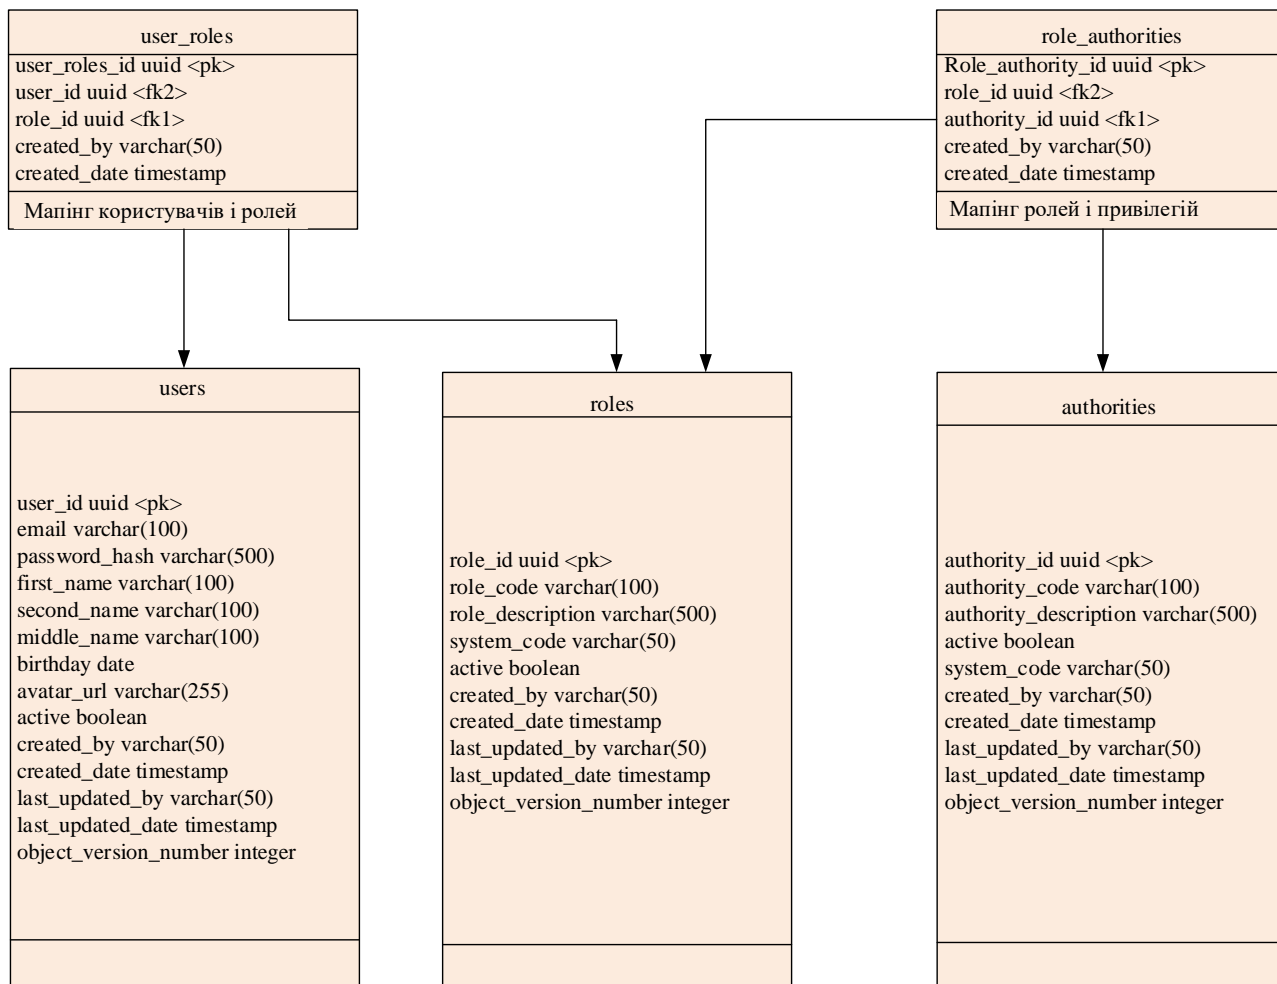 user_roles
user_roles_id uuid <pk>
user_id uuid <fk2>
role_id uuid <fk1>
created_by varchar(50)
created_date timestamp
Мапінг користувачів і ролей
role_authorities
Role_authority_id uuid <pk>
role_id uuid <fk2>
authority_id uuid <fk1>
created_by varchar(50)
created_date timestamp
Мапінг ролей і привілегій
users
user_id uuid <pk>
email varchar(100)
password_hash varchar(500)
first_name varchar(100)
second_name varchar(100)
middle_name varchar(100)
birthday date
avatar_url varchar(255)
active boolean
created_by varchar(50)
created_date timestamp
last_updated_by varchar(50)
last_updated_date timestamp
object_version_number integer
roles
role_id uuid <pk>
role_code varchar(100)
role_description varchar(500)
system_code varchar(50)
active boolean
created_by varchar(50)
created_date timestamp
last_updated_by varchar(50)
last_updated_date timestamp
object_version_number integer
authorities
authority_id uuid <pk>
authority_code varchar(100)
authority_description varchar(500)
active boolean
system_code varchar(50)
created_by varchar(50)
created_date timestamp
last_updated_by varchar(50)
last_updated_date timestamp
object_version_number integer